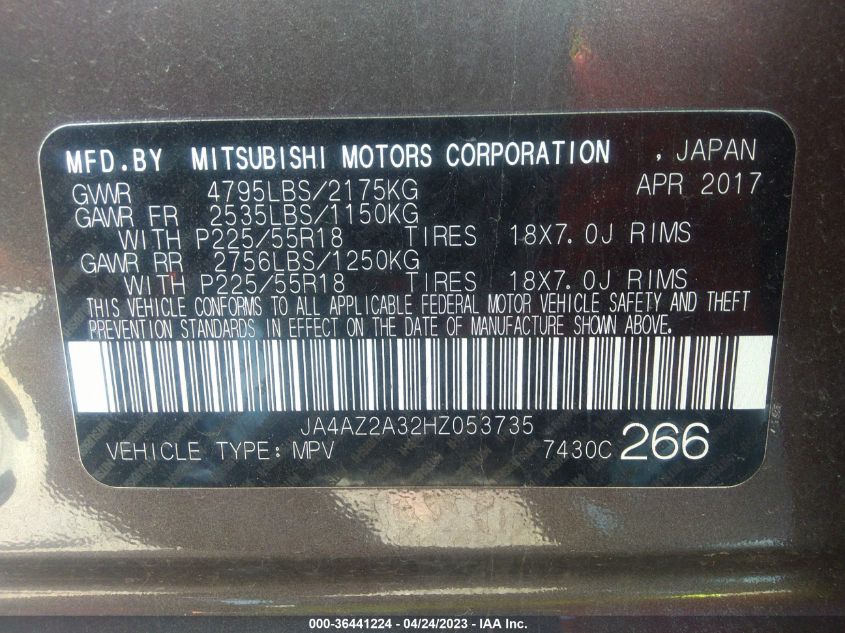 MFD.BY MITSUBISHI MOTORS CORPORATION , JAPAN
GVWR 4795LBS/2175KG APR 2017
GAWR FR 2535LBS/1150KG
WITH P225/55R18 TIRES 18X7.0J RIMS
GAWR RR 2756LBS/1250KG
WITH P225/55R18 TIRES 18X7.0J RIMS
THIS VEHICLE CONFORMS TO ALL APPLICABLE FEDERAL MOTOR VEHICLE SAFETY AND THEFT
PREVENTION STANDARDS IN EFFECT ON THE DATE OF MANUFACTURE SHOWN ABOVE.
JA4AZ2A32HZ053735
VEHICLE TYPE: MPV 7430C 266
000-36441224 - 04/24/2023 - IAA Inc.